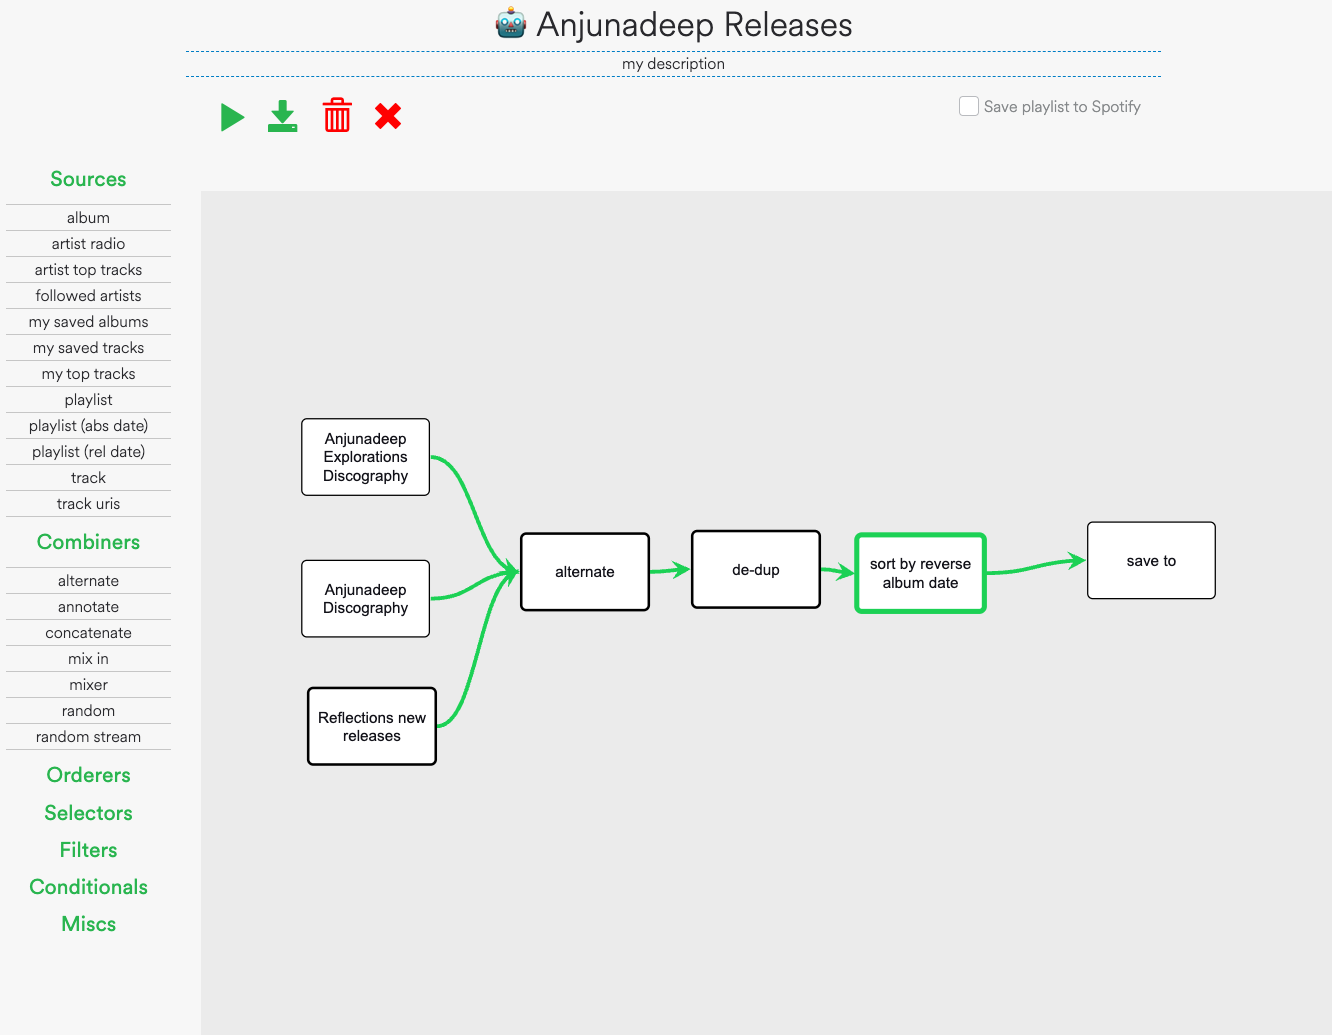 🤖 Anjunadeep Releases
my description
Save playlist to Spotify
Sources
album
artist radio
artist top tracks
followed artists
my saved albums
my saved tracks
my top tracks
playlist
playlist (abs date)
playlist (rel date)
track
track uris
Combiners
alternate
annotate
concatenate
mix in
mixer
random
random stream
Orderers
Selectors
Filters
Conditionals
Miscs
Anjunadeep
Explorations
Discography
Anjunadeep
Discography
Reflections new
releases
alternate
de-dup
sort by reverse
album date
save to